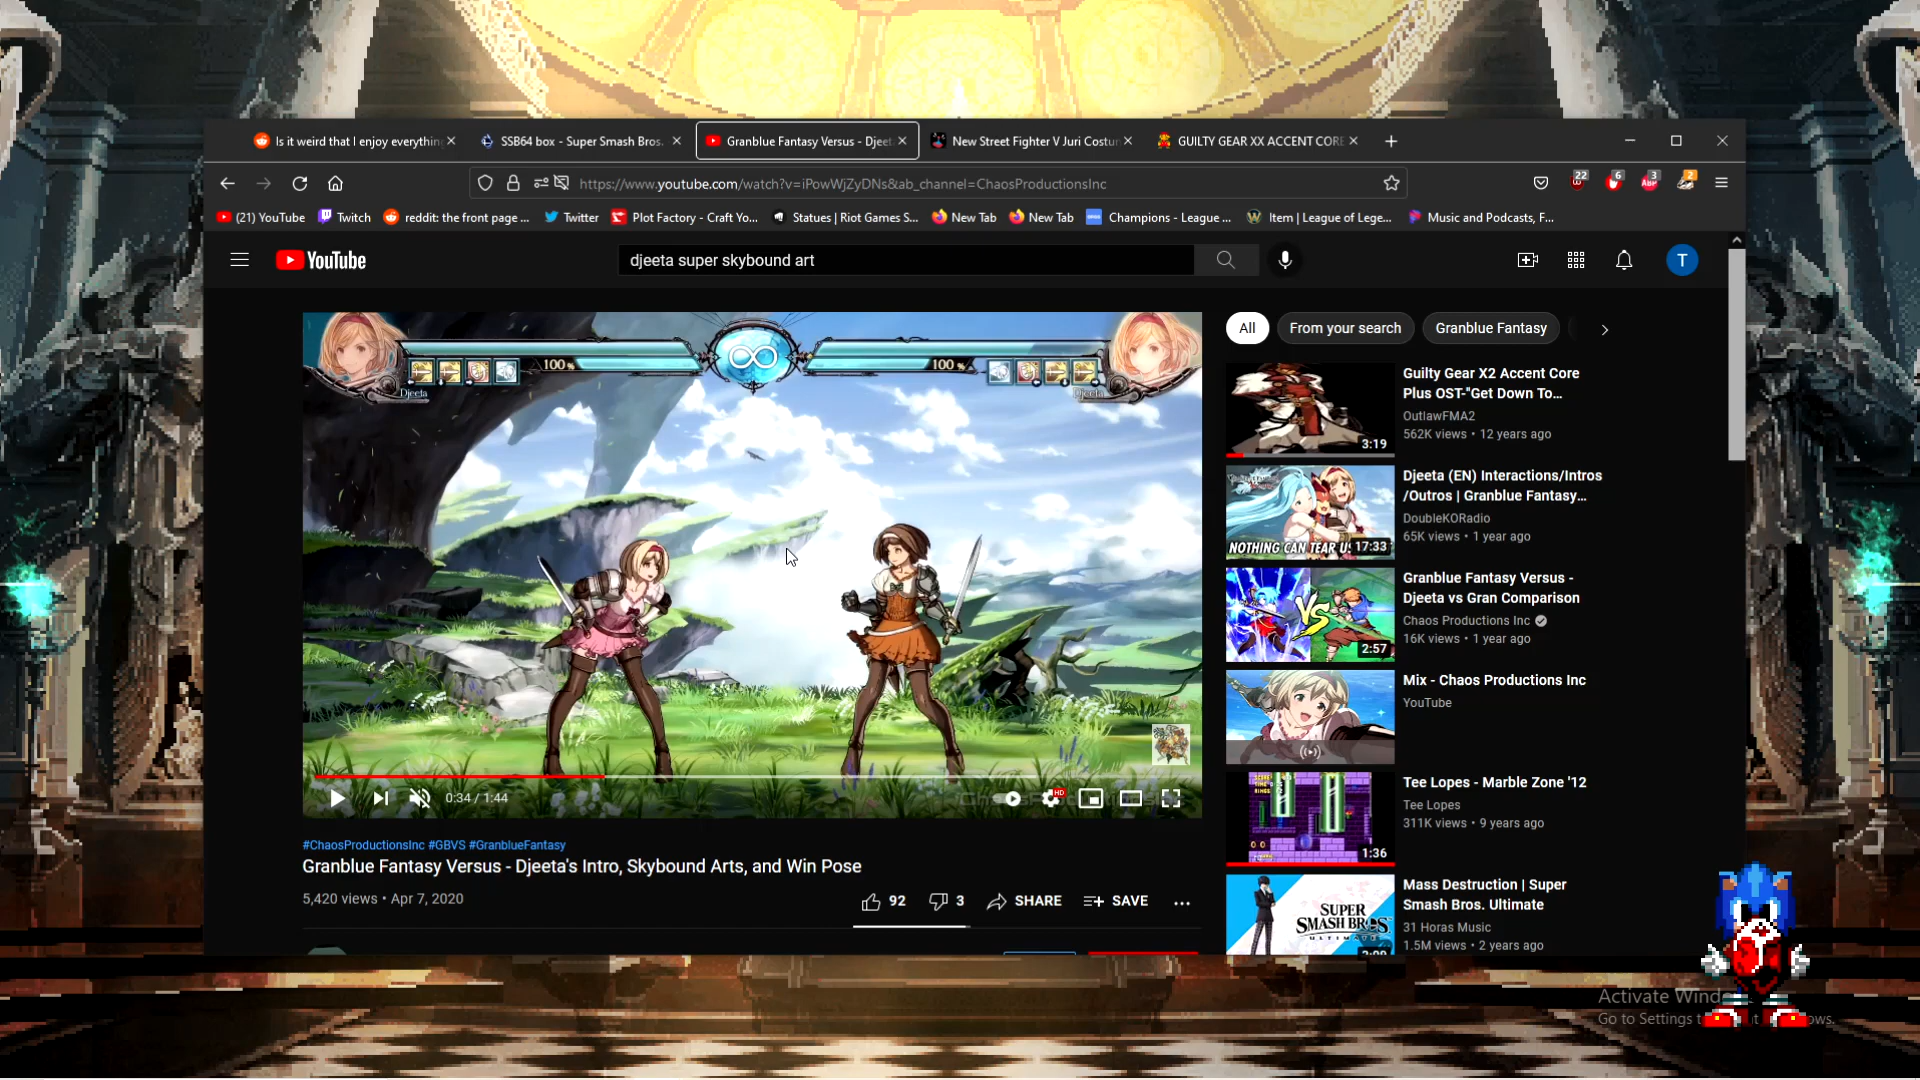 Is it weird that I enjoy everything
SSB64 box - Super Smash Bros.
Granblue Fantasy Versus - Djeet
New Street Fighter V Juri Costu
GUILTY GEAR XX ACCENT CORE
https://www.youtube.com/watch?v=iPowWjZyDNs&ab_channel=ChaosProductionsInc
22
6
3
2
(21) YouTube
Twitch
reddit: the front page ...
Twitter
Plot Factory - Craft Yo...
Statues | Riot Games S...
New Tab
New Tab
Champions - League ...
Item | League of Lege...
Music and Podcasts, F...
YouTube
djeeta super skybound art
T
All
From your search
Granblue Fantasy
100%
100%
Djeeta
Djeeta
0:34 / 1:44
HD
#ChaosProductionsInc #GBVS #GranblueFantasy
Granblue Fantasy Versus - Djeeta's Intro, Skybound Arts, and Win Pose
5,420 views • Apr 7, 2020
92
3
SHARE
SAVE
3:19
Guilty Gear X2 Accent Core
Plus OST-"Get Down To...
OutlawFMA2
562K views • 12 years ago
NOTHING CAN TEAR U
17:33
Djeeta (EN) Interactions/Intros
/Outros | Granblue Fantasy...
DoubleKORadio
65K views • 1 year ago
VS
2:57
Granblue Fantasy Versus -
Djeeta vs Gran Comparison
Chaos Productions Inc
16K views • 1 year ago
Mix - Chaos Productions Inc
YouTube
1:36
Tee Lopes - Marble Zone '12
Tee Lopes
311K views • 9 years ago
SUPER
SMASH BROS.
ULTIMATE
Mass Destruction | Super
Smash Bros. Ultimate
31 Horas Music
1.5M views • 2 years ago
Activate Windo
Go to Settings t
ows.